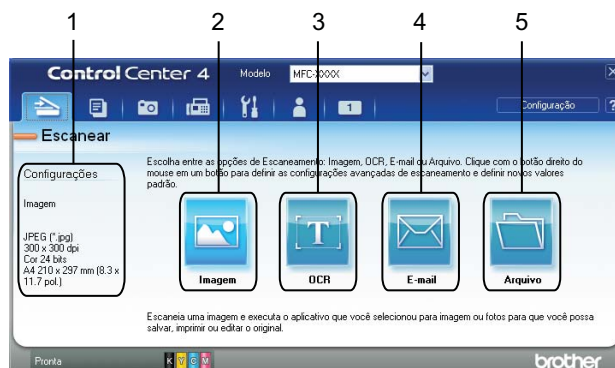 1 2 3 4 5
Control Center 4 Modelo MFC-XXXX
1 Configuração ?
Escanear
Configurações
Imagem
JPEG (*.jpg)
300 x 300 dpi
Cor 24 bits
A4 210 x 297 mm (8.3 x
11.7 pol.)
Escolha entre as opções de Escaneamento: Imagem, OCR, E-mail ou Arquivo. Clique com o botão direito do
mouse em um botão para definir as configurações avançadas de escaneamento e definir novos valores
padrão.
T
Imagem OCR E-mail Arquivo
Escaneia uma imagem e executa o aplicativo que você selecionou para imagem ou fotos para que você possa
salvar, imprimir ou editar o original.
Pronta K Y C M brother